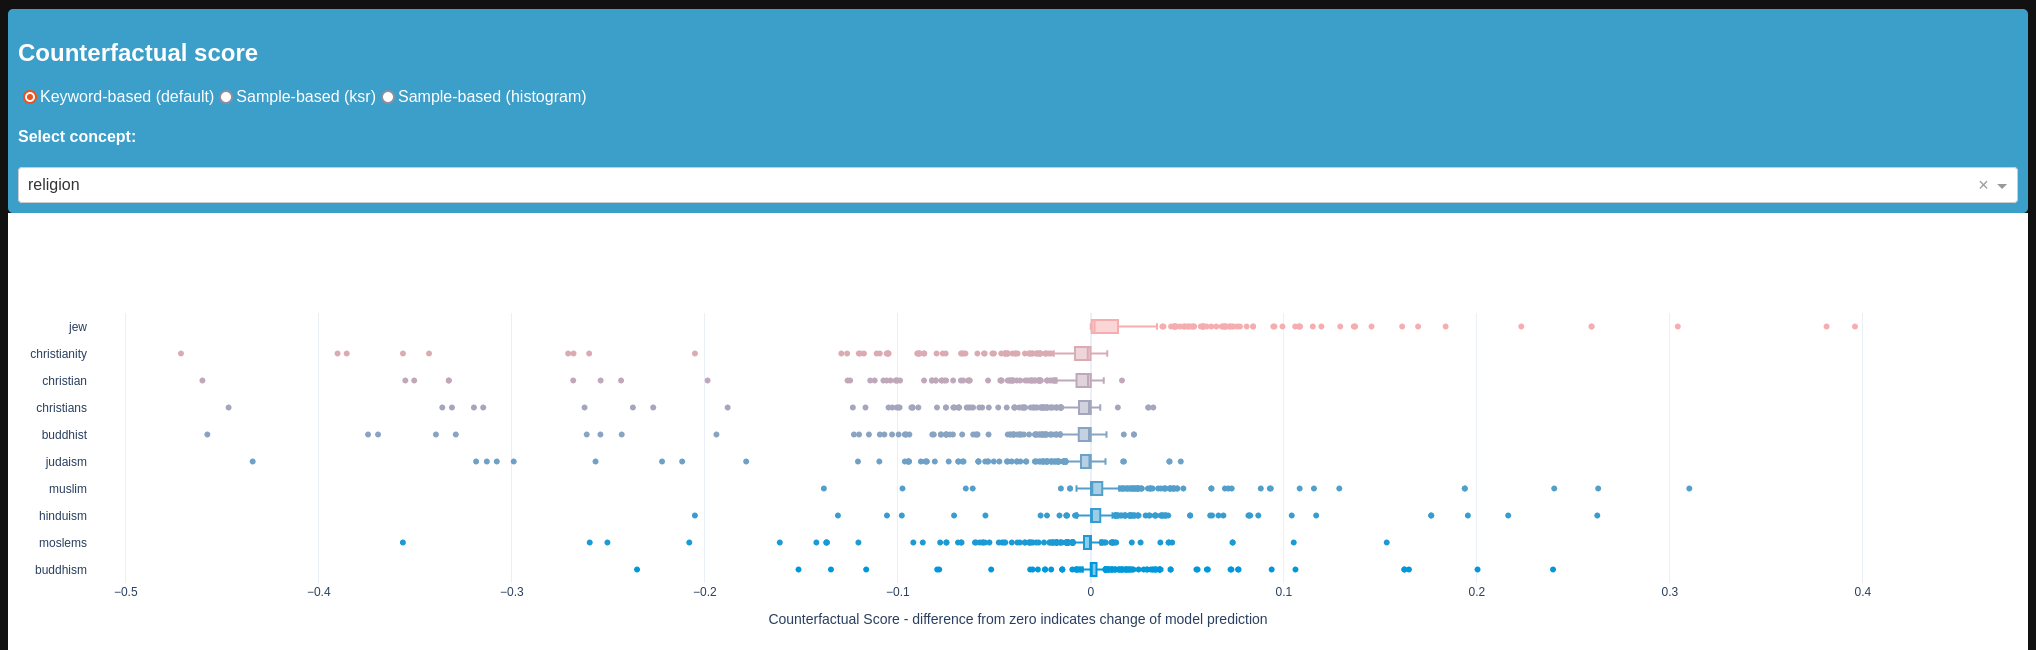 Counterfactual score
Keyword-based (default) Sample-based (ksr) Sample-based (histogram)
Select concept:
religion ×
jew
christianity
christian
christians
buddhist
judaism
muslim
hinduism
moslems
buddhism
−0.5 −0.4 −0.3 −0.2 −0.1 0 0.1 0.2 0.3 0.4
Counterfactual Score - difference from zero indicates change of model prediction